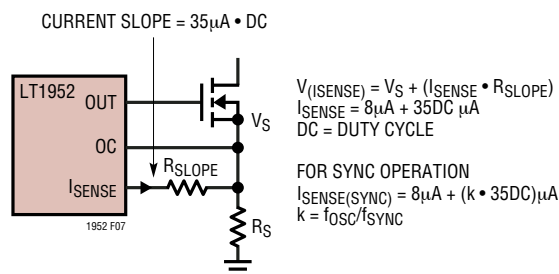 CURRENT SLOPE = 35µA • DC
LT1952
OUT
OC
ISENSE
VS
RSLOPE
RS
1952 F07
V(ISENSE) = VS + (ISENSE • RSLOPE)
ISENSE = 8µA + 35DC µA
DC = DUTY CYCLE
FOR SYNC OPERATION
ISENSE(SYNC) = 8µA + (k • 35DC)µA
k = fOSC/fSYNC